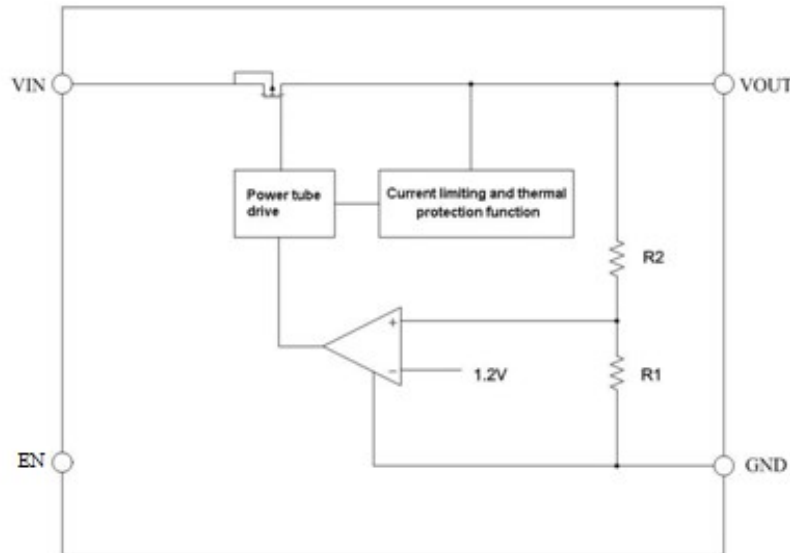 VIN
VOUT
Power tube
drive
Current limiting and thermal
protection function
R2
+
−
1.2V
R1
EN
GND